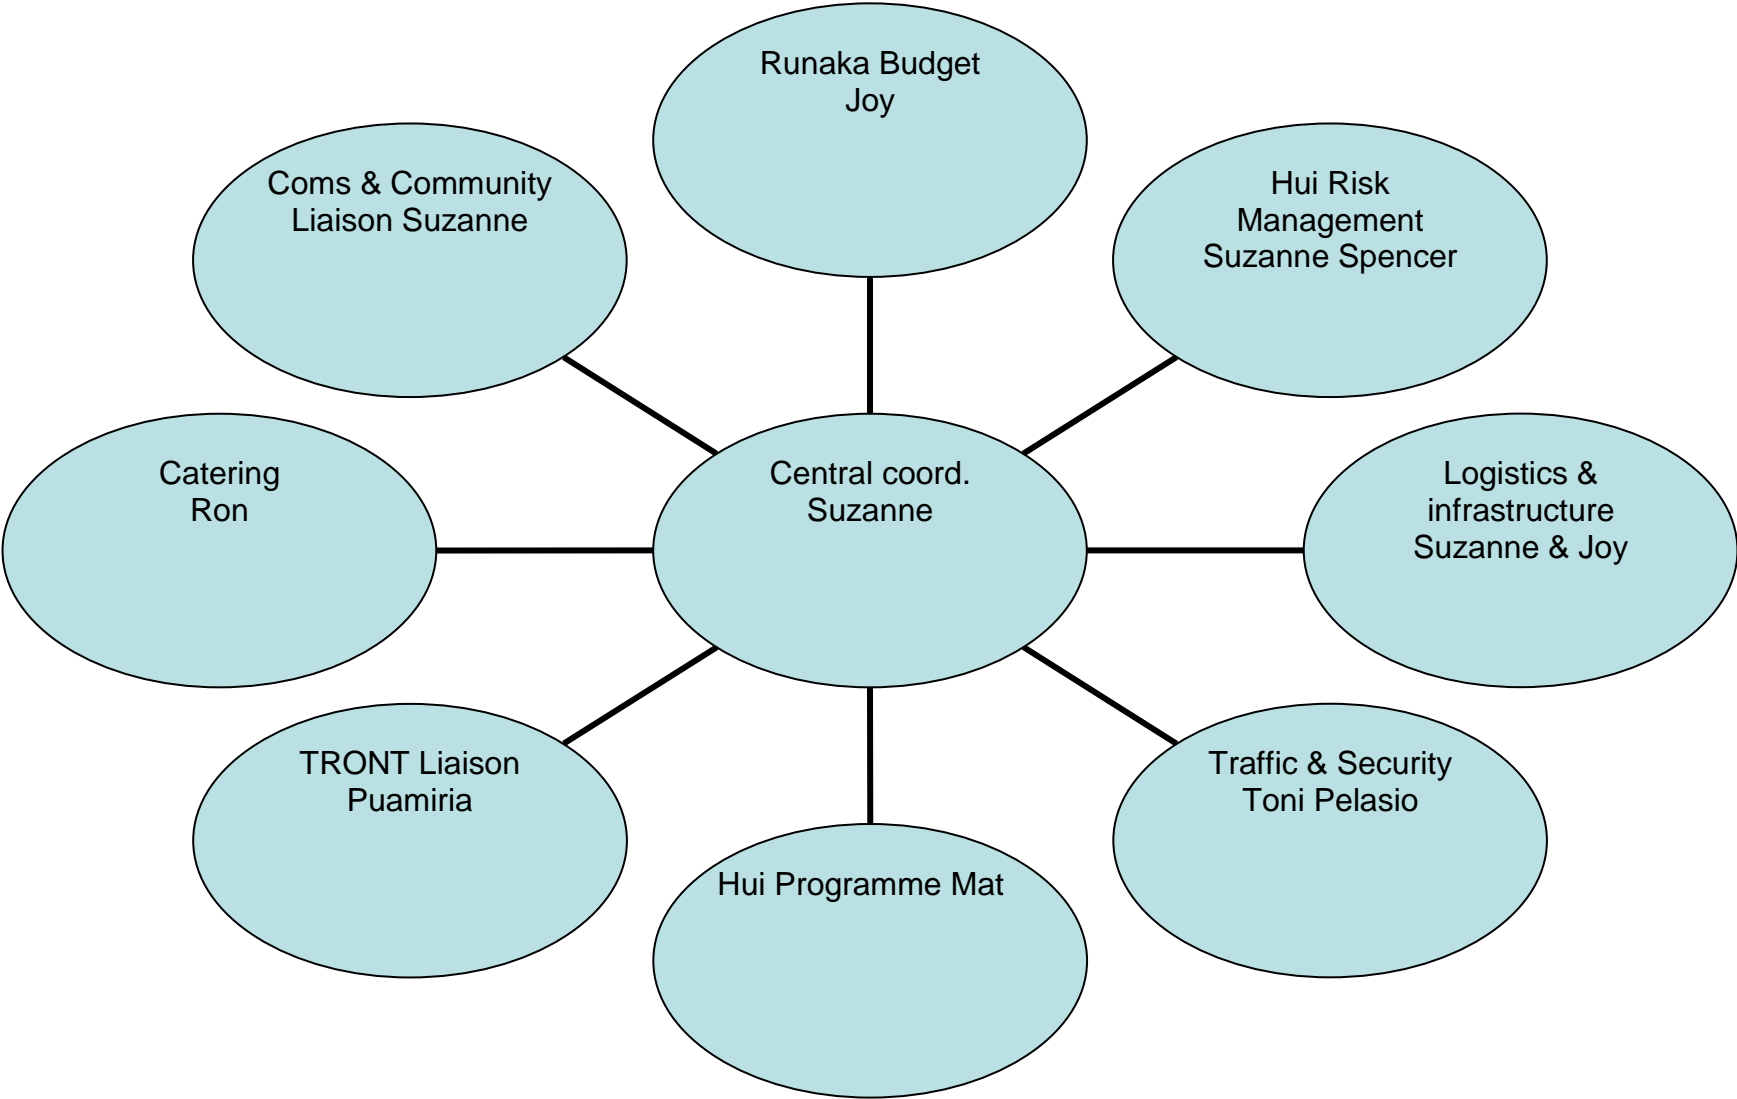 Runaka Budget
Joy
Coms & Community
Liaison Suzanne
Hui Risk
Management
Suzanne Spencer
Catering
Ron
Central coord.
Suzanne
Logistics &
infrastructure
Suzanne & Joy
TRONT Liaison
Puamiria
Traffic & Security
Toni Pelasio
Hui Programme Mat